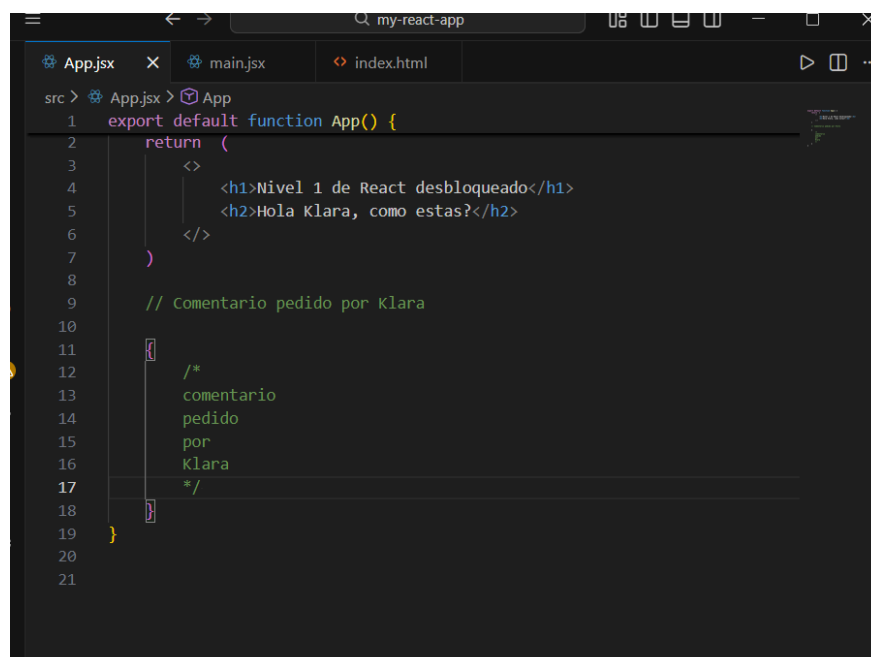 my-react-app
App.jsx main.jsx index.html
src > App.jsx > App
1 export default function App() {
2 return (
3 <>
4 <h1>Nivel 1 de React desbloqueado</h1>
5 <h2>Hola Klara, como estas?</h2>
6 </>
7 )
8
9 // Comentario pedido por Klara
10
11 {
12 /*
13 comentario
14 pedido
15 por
16 Klara
17 */
18 }
19 }
20
21